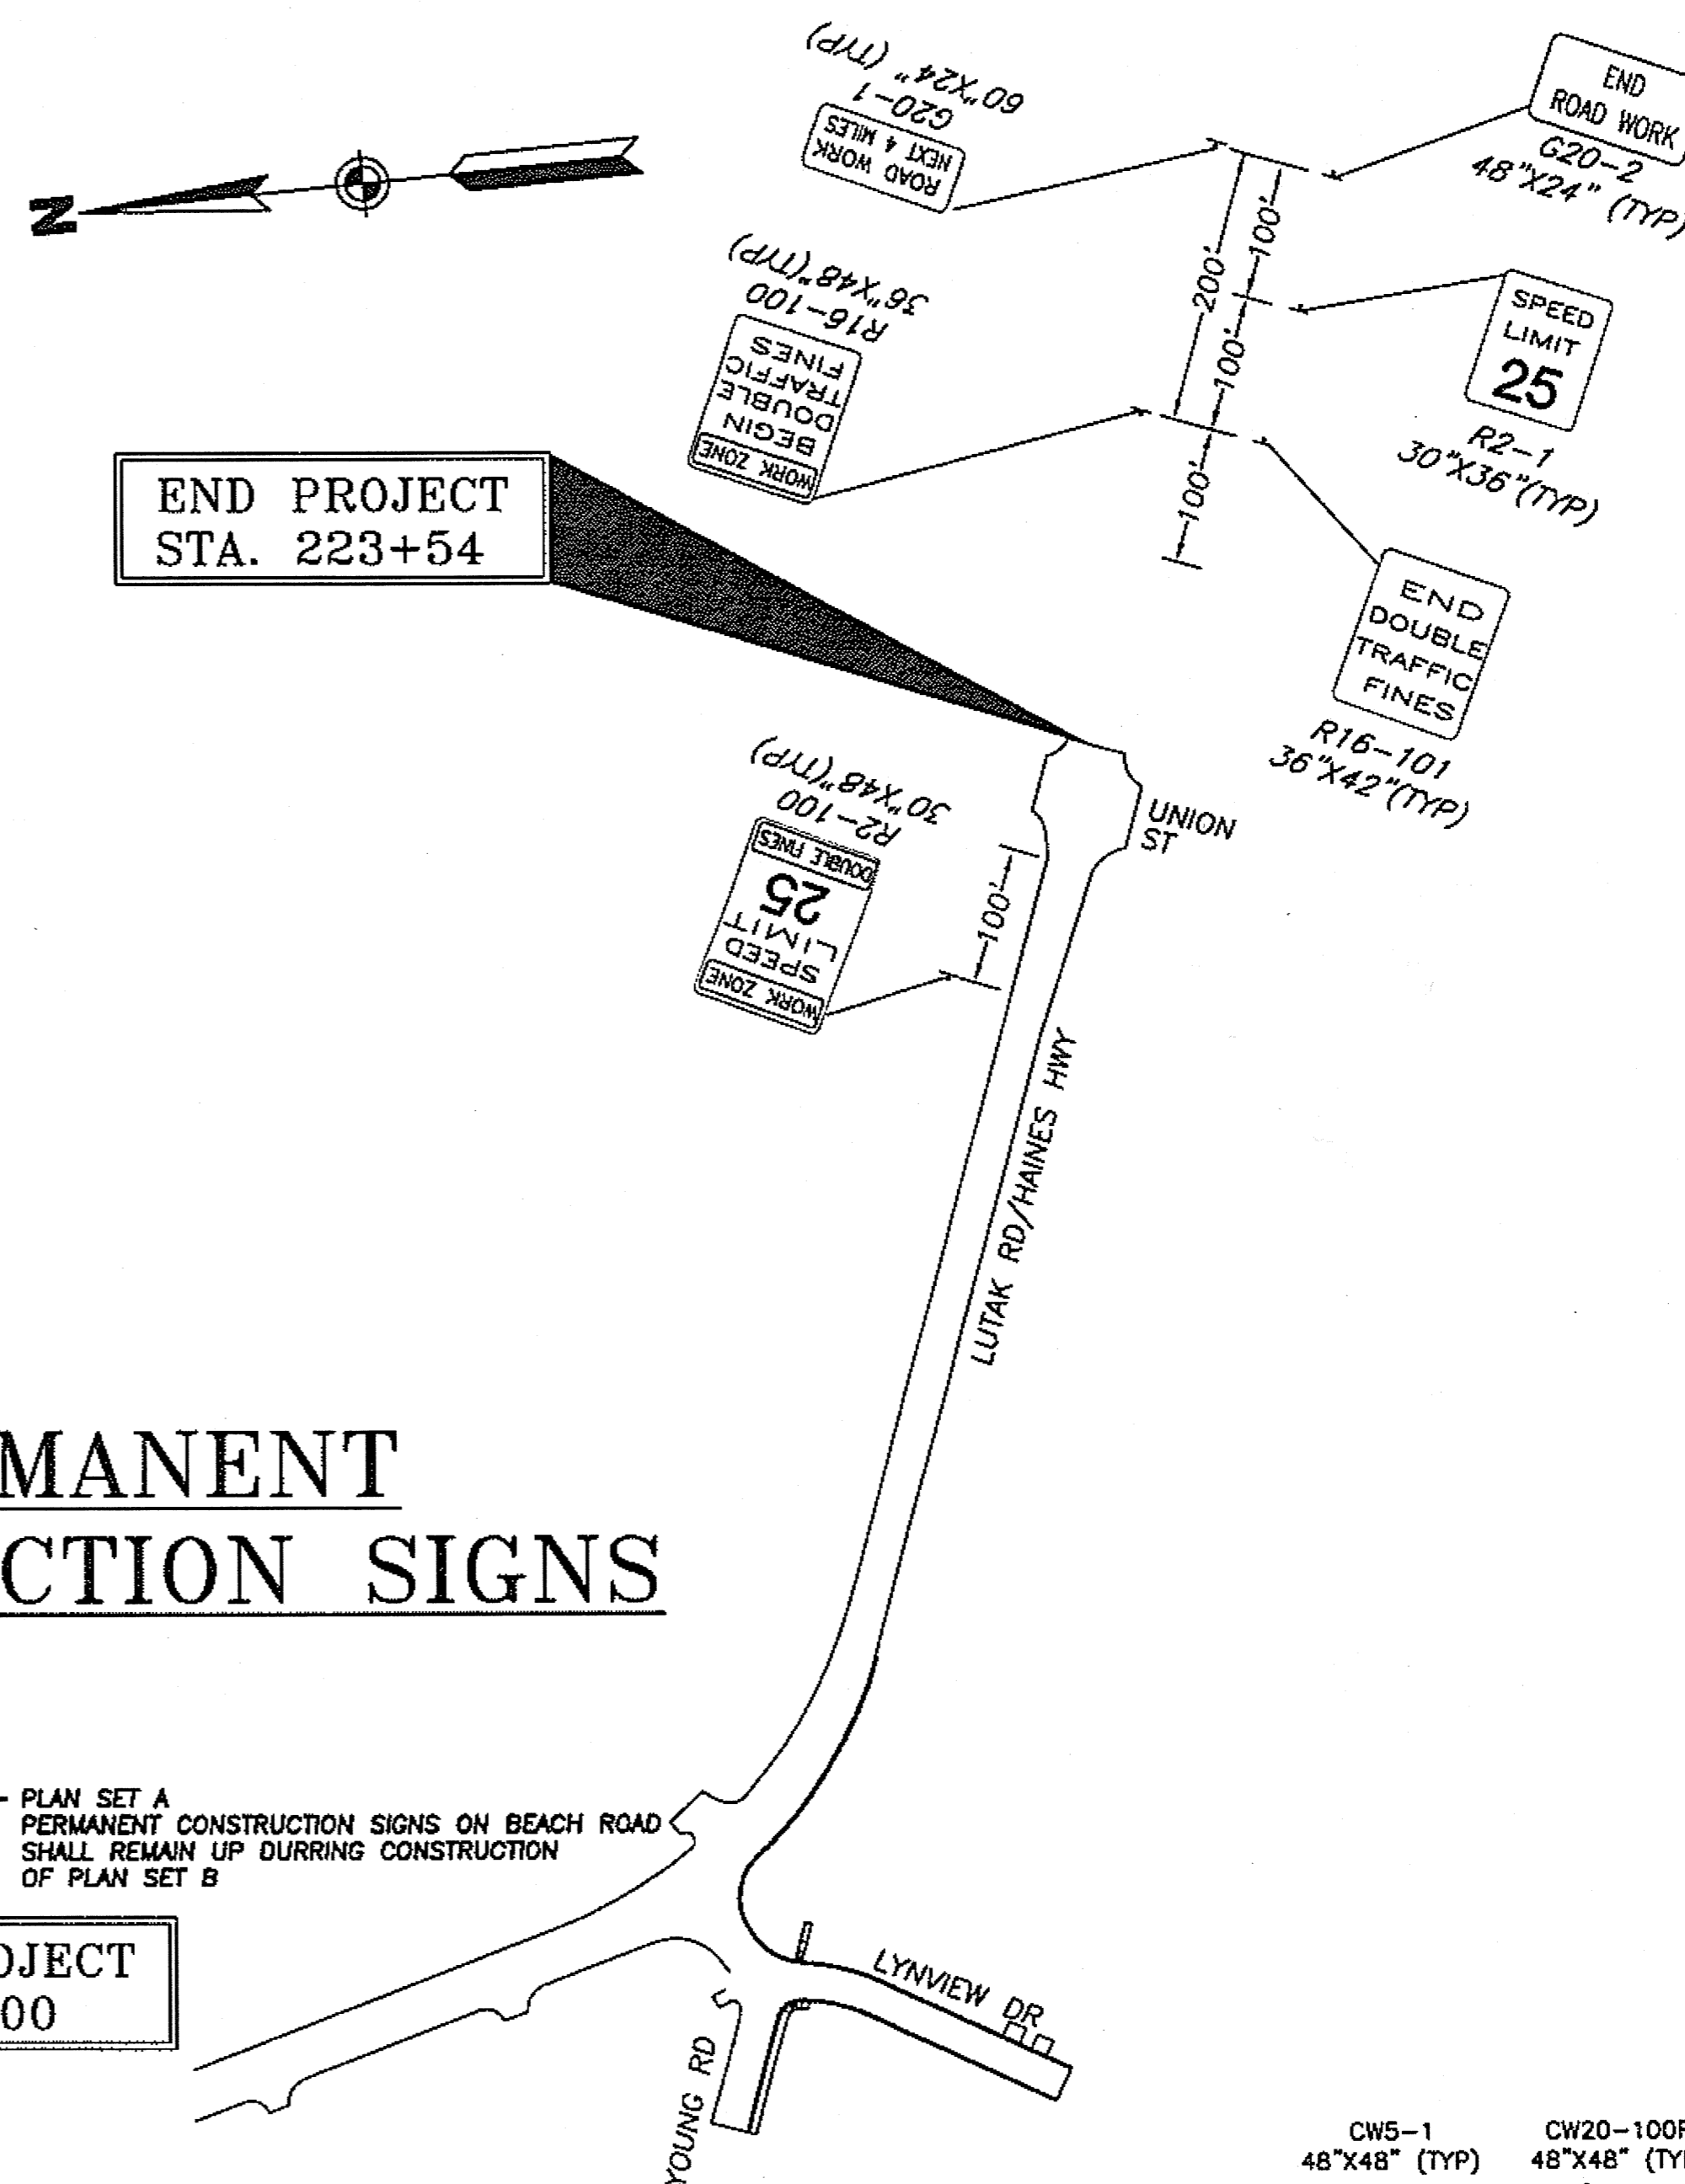 N
60"X24" (TYP)
G20-1
ROAD WORK
NEXT 4 MILES
END
ROAD WORK
G20-2
48"X24" (TYP)
36"X48"(TYP)
R16-100
WORK ZONE
BEGIN
DOUBLE
TRAFFIC
FINES
200'
100'
100'
100'
SPEED
LIMIT
25
R2-1
30"X36"(TYP)
END PROJECT
STA. 223+54
END
DOUBLE
TRAFFIC
FINES
R16-101
36"X42"(TYP)
30"X48"(TYP)
R2-100
WORK ZONE
SPEED
LIMIT
25
DOUBLE FINES
UNION
ST
100'
LUTAK RD/HAINES HWY
MANENT
CTION SIGNS
- PLAN SET A
PERMANENT CONSTRUCTION SIGNS ON BEACH ROAD
SHALL REMAIN UP DURRING CONSTRUCTION
OF PLAN SET B
OJECT
00
LYNVIEW DR
YOUNG RD
CW5-1
48"X48" (TYP)
CW20-100
48"X48" (TY